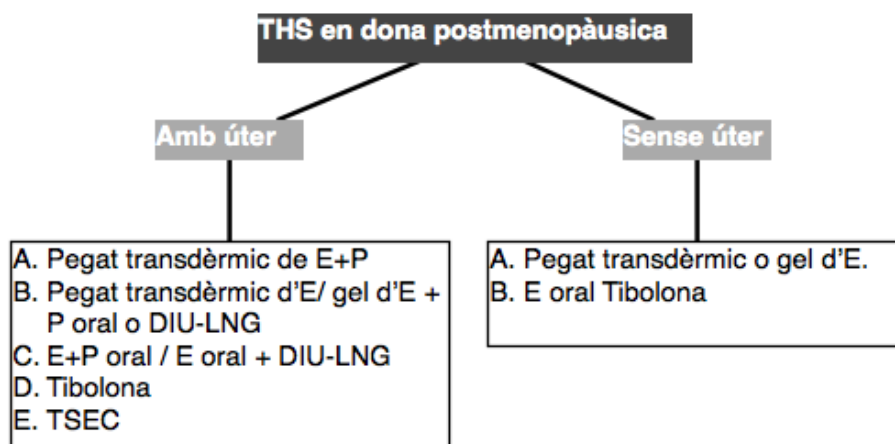 THS en dona postmenopàusica
Amb úter
Sense úter
A. Pegat transdèrmic de E+P
B. Pegat transdèrmic d'E/ gel d'E +
P oral o DIU-LNG
C. E+P oral / E oral + DIU-LNG
D. Tibolona
E. TSEC
A. Pegat transdèrmic o gel d'E.
B. E oral Tibolona